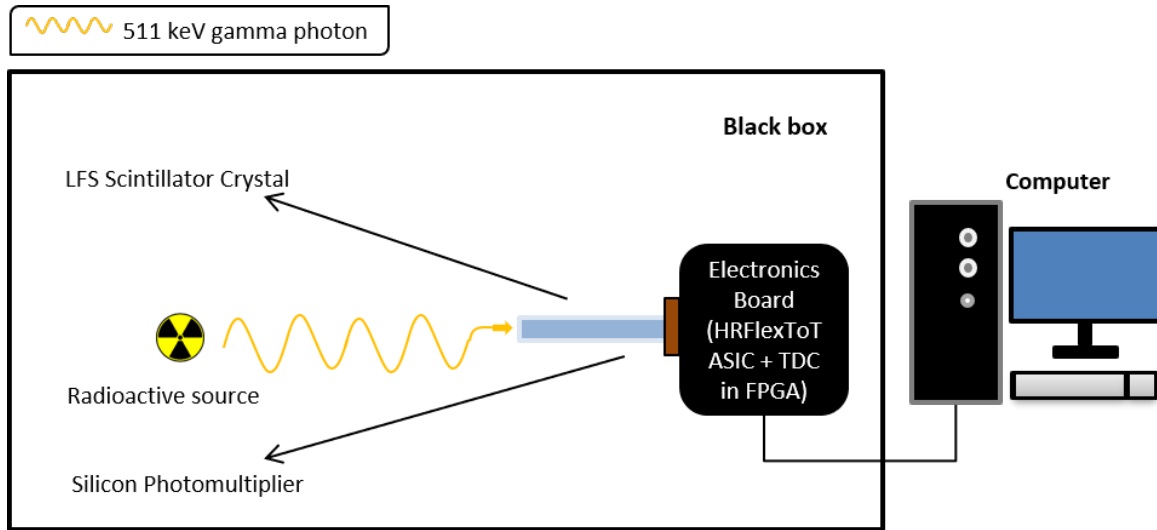 511 keV gamma photon
Black box
LFS Scintillator Crystal
Computer
Electronics
Board
(HRFlexToT
ASIC + TDC
in FPGA)
Radioactive source
Silicon Photomultiplier